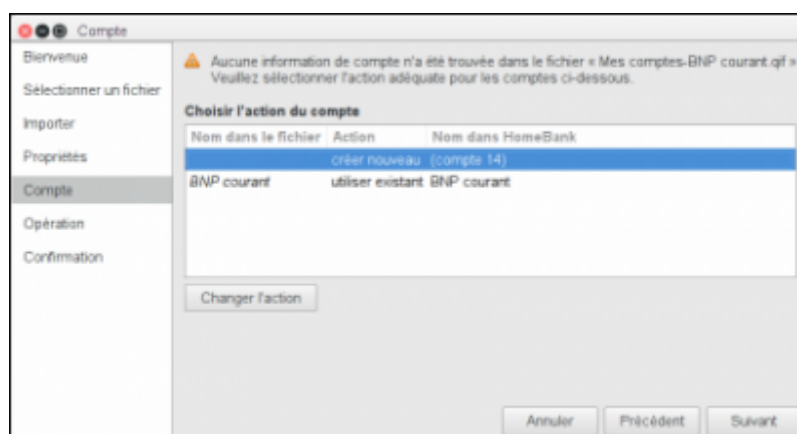 Compte
Bienvenue
Sélectionner un fichier
Importer
Propriétés
Compte
Opération
Confirmation
Aucune information de compte n'a été trouvée dans le fichier « Mes comptes-BNP courant.qif »
Veuillez sélectionner l'action adéquate pour les comptes ci-dessous.
Choisir l'action du compte
Nom dans le fichier Action Nom dans HomeBank
créer nouveau (compte 14)
BNP courant utiliser existant BNP courant
Changer l'action
Annuler Précédent Suivant